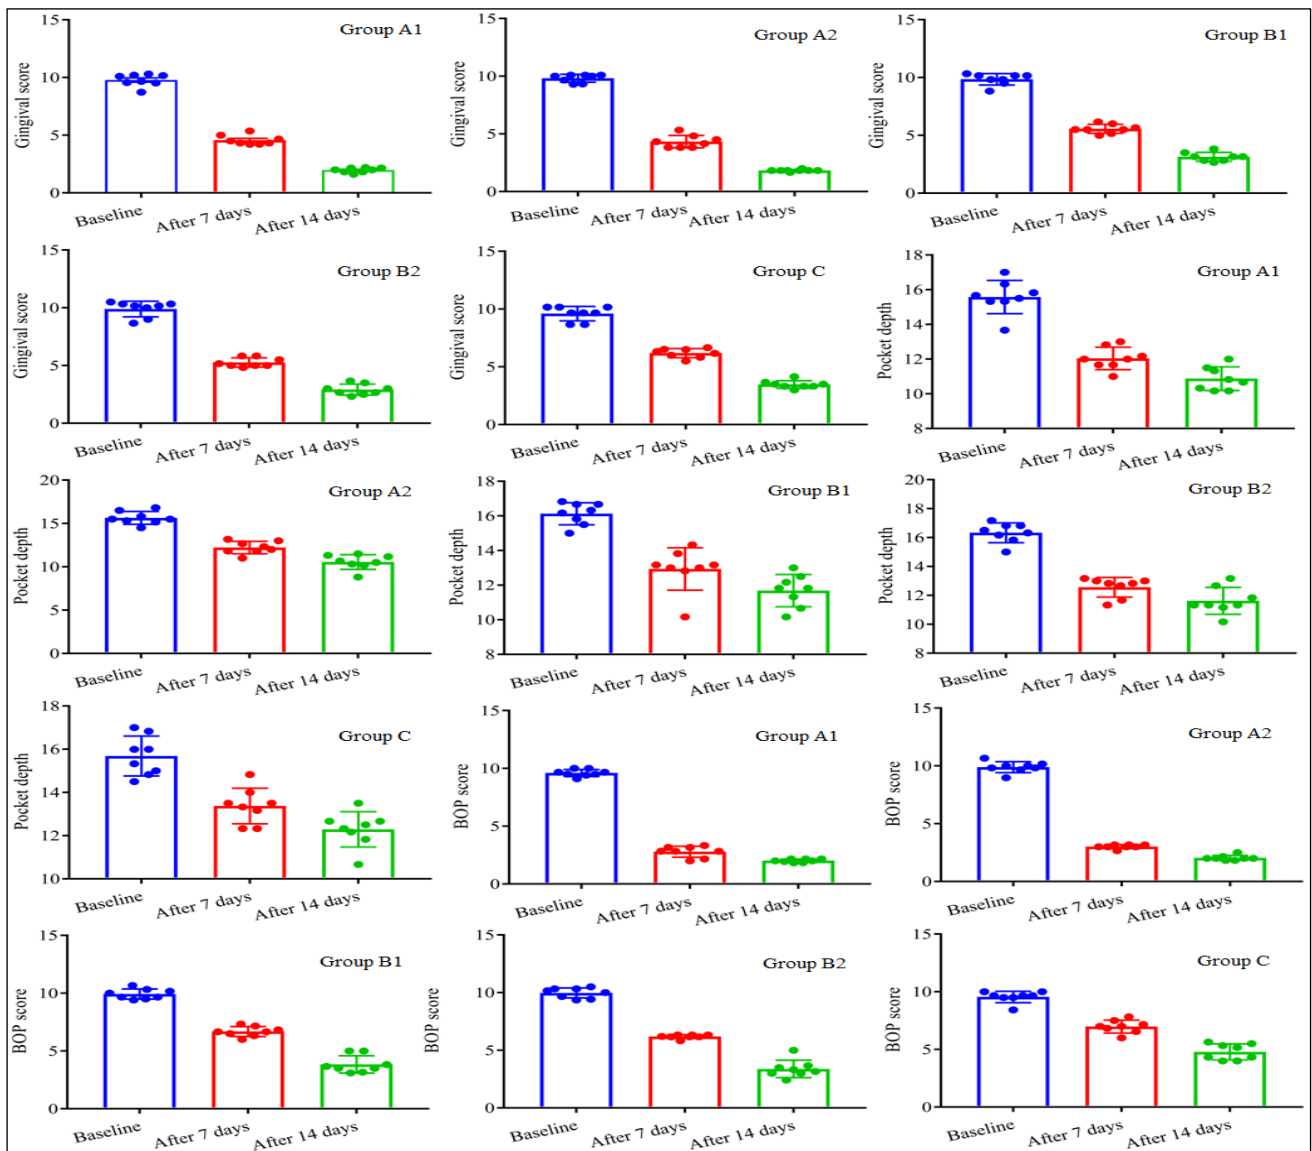 Group A1
Gingival score
15
10
5
0
Baseline
After 7 days
After 14 days
Group A2
Gingival score
15
10
5
0
Baseline
After 7 days
After 14 days
Group B1
Gingival score
15
10
5
0
Baseline
After 7 days
After 14 days
Group B2
Gingival score
15
10
5
0
Baseline
After 7 days
After 14 days
Group C
Gingival score
15
10
5
0
Baseline
After 7 days
After 14 days
Group A1
Pocket depth
18
16
14
12
10
8
Baseline
After 7 days
After 14 days
Group A2
Pocket depth
20
15
10
5
0
Baseline
After 7 days
After 14 days
Group B1
Pocket depth
18
16
14
12
10
8
Baseline
After 7 days
After 14 days
Group B2
Pocket depth
20
18
16
14
12
10
8
Baseline
After 7 days
After 14 days
Group C
Pocket depth
18
16
14
12
10
Baseline
After 7 days
After 14 days
Group A1
BOP score
15
10
5
0
Baseline
After 7 days
After 14 days
Group A2
BOP score
15
10
5
0
Baseline
After 7 days
After 14 days
Group B1
BOP score
15
10
5
0
Baseline
After 7 days
After 14 days
Group B2
BOP score
15
10
5
0
Baseline
After 7 days
After 14 days
Group C
BOP score
15
10
5
0
Baseline
After 7 days
After 14 days